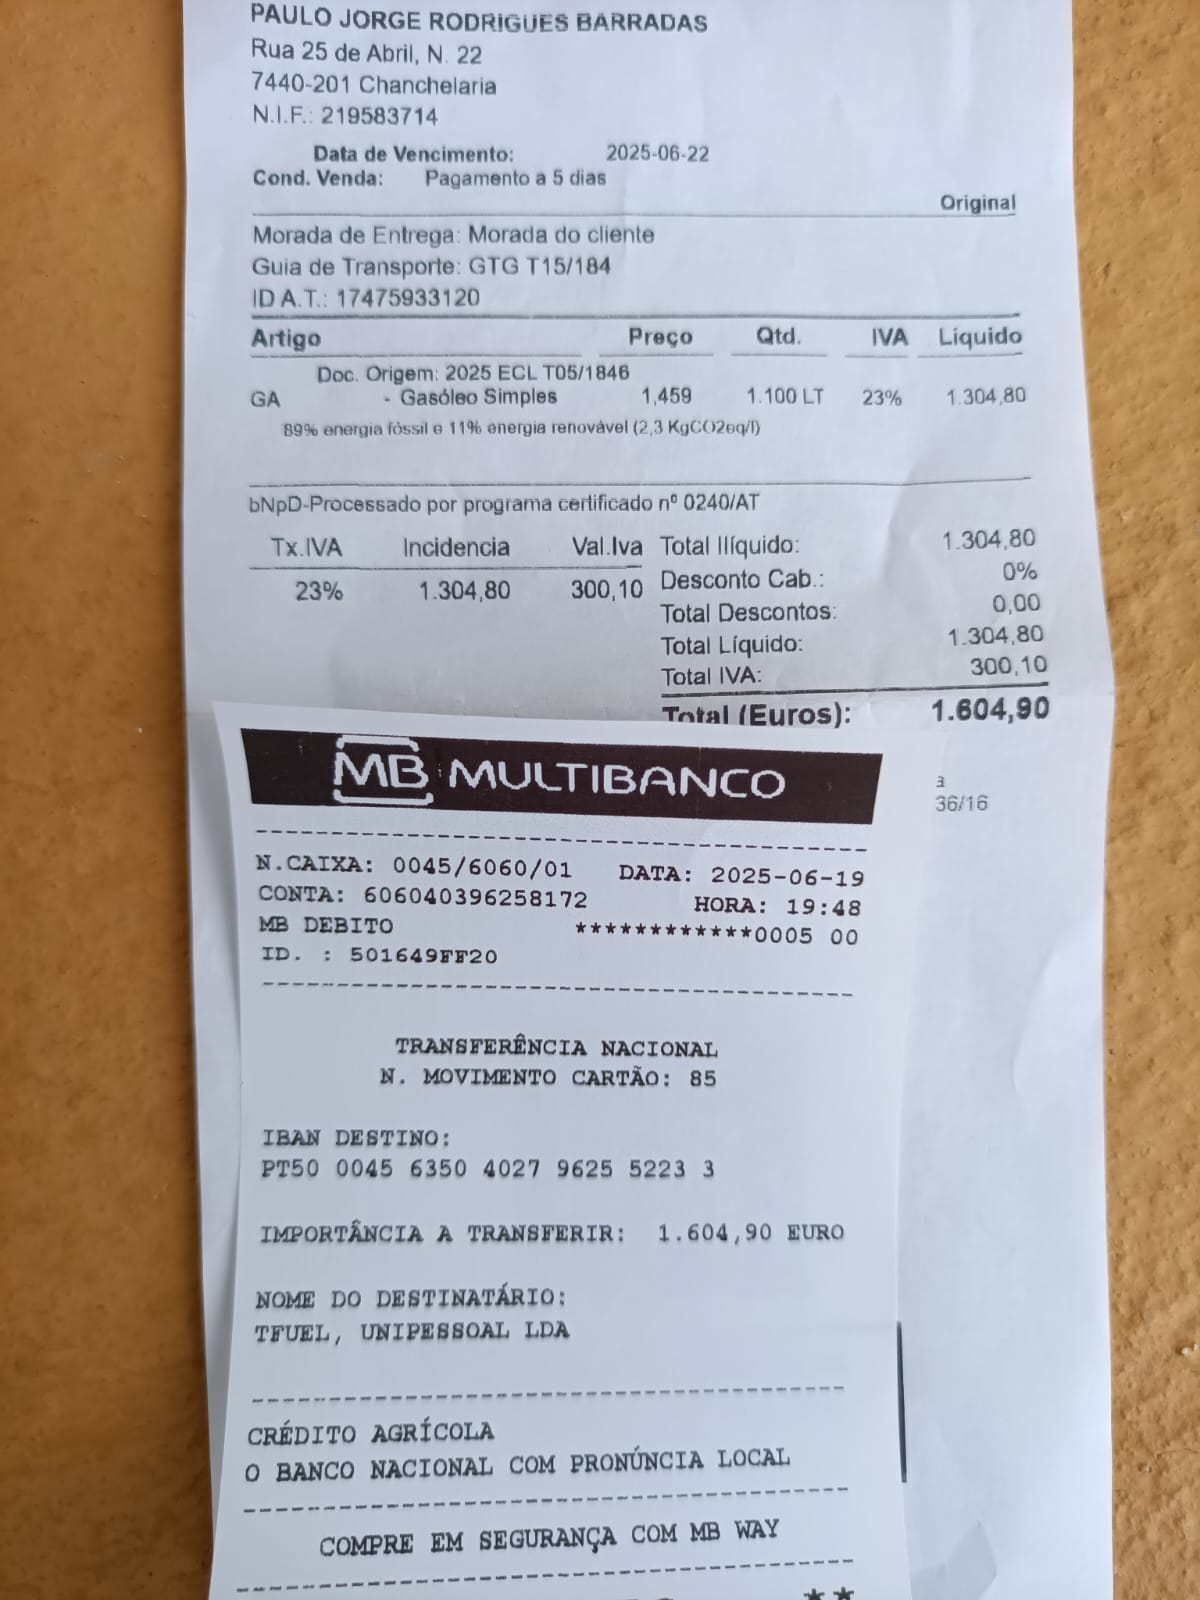 PAULO JORGE RODRIGUES BARRADAS
Rua 25 de Abril, N. 22
7440-201 Chanchelaria
N.I.F.: 219583714
Data de Vencimento: 2025-06-22
Cond. Venda: Pagamento a 5 dias
Original
Morada de Entrega: Morada do cliente
Guia de Transporte: GTG T15/184
ID A.T.: 17475933120
Artigo Preço Qtd. IVA Líquido
Doc. Origem: 2025 ECL T05/1846
GA - Gasóleo Simples 1,459 1.100 LT 23% 1.304,80
89% energia fóssil e 11% energia renovável (2,3 KgCO2eq/l)
bNpD-Processado por programa certificado nº 0240/AT
Tx.IVA Incidencia Val.Iva Total Ilíquido: 1.304,80
23% 1.304,80 300,10 Desconto Cab.: 0%
Total Descontos: 0,00
Total Líquido: 1.304,80
Total IVA: 300,10
Total (Euros): 1.604,90
a
36/16
MB MULTIBANCO
N.CAIXA: 0045/6060/01 DATA: 2025-06-19
CONTA: 606040396258172 HORA: 19:48
MB DEBITO ************0005 00
ID. : 501649FF20
TRANSFERÊNCIA NACIONAL
N. MOVIMENTO CARTÃO: 85
IBAN DESTINO:
PT50 0045 6350 4027 9625 5223 3
IMPORTÂNCIA A TRANSFERIR: 1.604,90 EURO
NOME DO DESTINATÁRIO:
TFUEL, UNIPESSOAL LDA
CRÉDITO AGRÍCOLA
O BANCO NACIONAL COM PRONÚNCIA LOCAL
COMPRE EM SEGURANÇA COM MB WAY
**